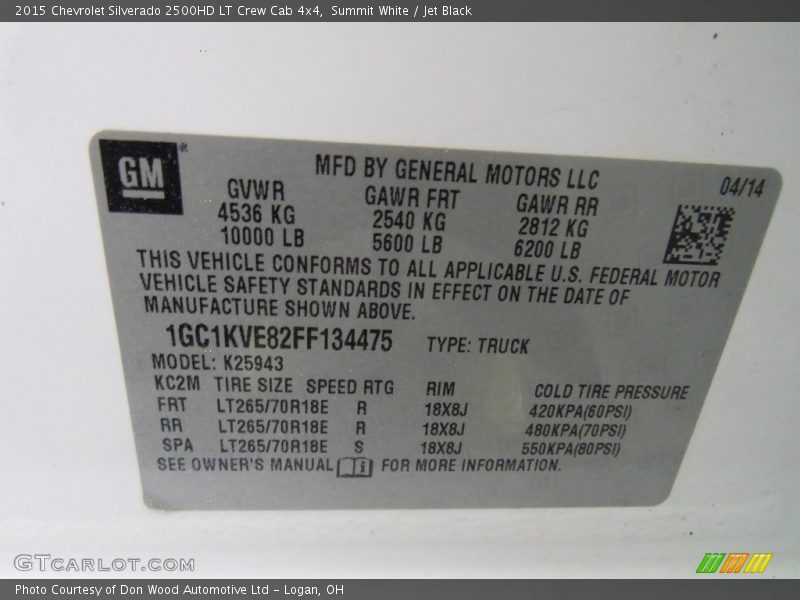 2015 Chevrolet Silverado 2500HD LT Crew Cab 4x4, Summit White / Jet Black
GM®
MFD BY GENERAL MOTORS LLC
04/14
GVWR GAWR FRT GAWR RR
4536 KG 2540 KG 2812 KG
10000 LB 5600 LB 6200 LB
THIS VEHICLE CONFORMS TO ALL APPLICABLE U.S. FEDERAL MOTOR
VEHICLE SAFETY STANDARDS IN EFFECT ON THE DATE OF
MANUFACTURE SHOWN ABOVE.
1GC1KVE82FF134475 TYPE: TRUCK
MODEL: K25943
KC2M TIRE SIZE SPEED RTG RIM COLD TIRE PRESSURE
FRT LT265/70R18E R 18X8J 420KPA(60PSI)
RR LT265/70R18E R 18X8J 480KPA(70PSI)
SPA LT265/70R18E S 18X8J 550KPA(80PSI)
SEE OWNER'S MANUAL i FOR MORE INFORMATION.
GTCarLot.com
Photo Courtesy of Don Wood Automotive Ltd - Logan, OH